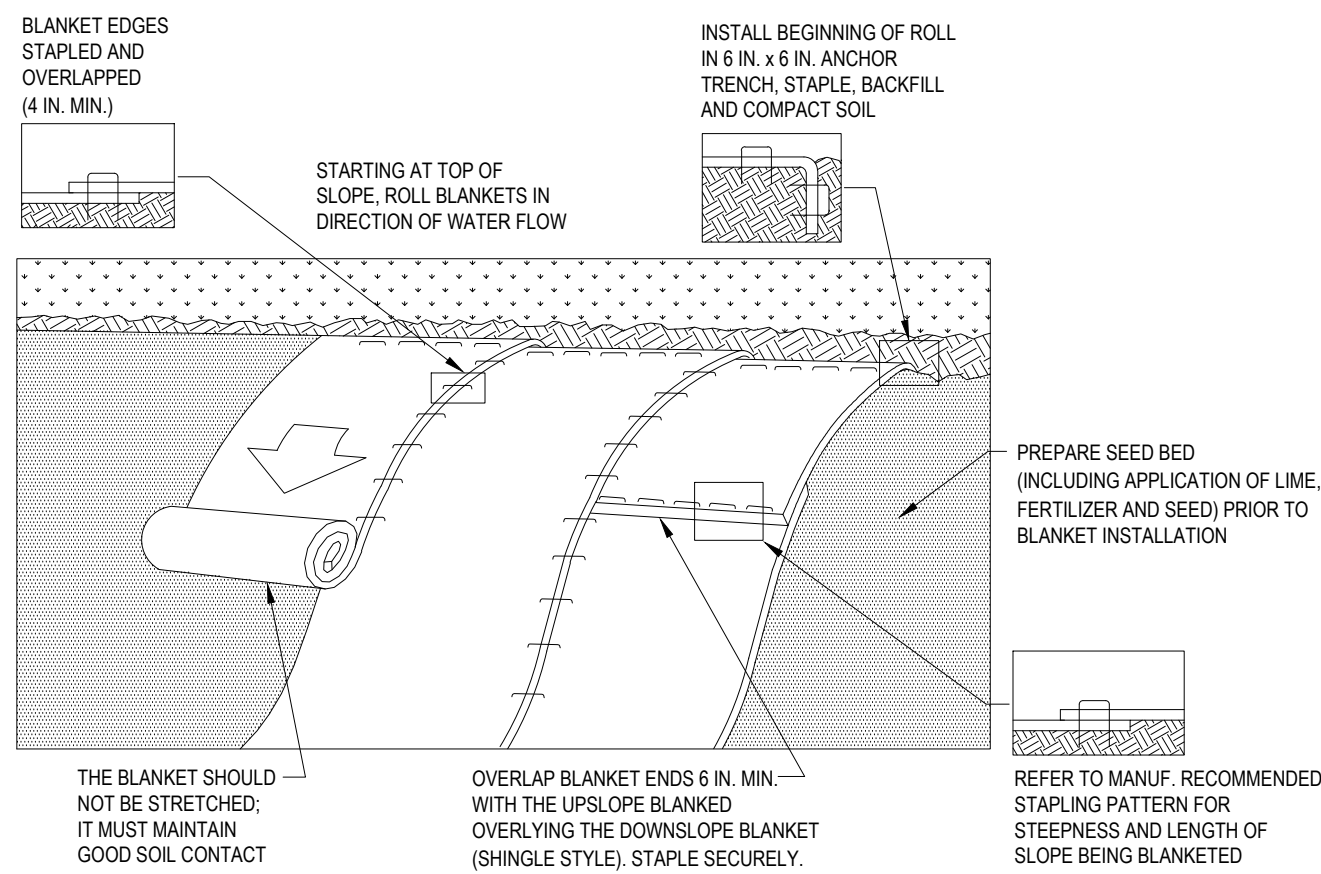 BLANKET EDGES
STAPLED AND
OVERLAPPED
(4 IN. MIN.)
INSTALL BEGINNING OF ROLL
IN 6 IN. x 6 IN. ANCHOR
TRENCH, STAPLE, BACKFILL
AND COMPACT SOIL
STARTING AT TOP OF
SLOPE, ROLL BLANKETS IN
DIRECTION OF WATER FLOW
PREPARE SEED BED
(INCLUDING APPLICATION OF LIME,
FERTILIZER AND SEED) PRIOR TO
BLANKET INSTALLATION
THE BLANKET SHOULD
NOT BE STRETCHED;
IT MUST MAINTAIN
GOOD SOIL CONTACT
OVERLAP BLANKET ENDS 6 IN. MIN.
WITH THE UPSLOPE BLANKED
OVERLYING THE DOWNSLOPE BLANKET
(SHINGLE STYLE). STAPLE SECURELY.
REFER TO MANUF. RECOMMENDED
STAPLING PATTERN FOR
STEEPNESS AND LENGTH OF
SLOPE BEING BLANKETED